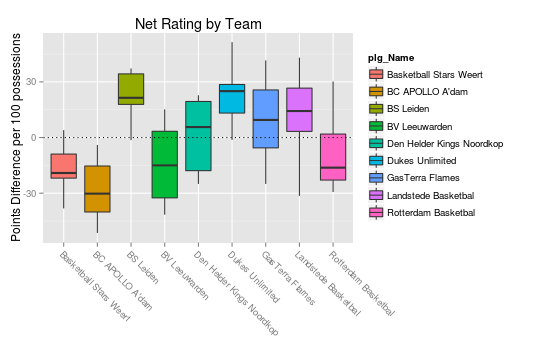 Net Rating by Team
Points Difference per 100 possessions
30
0
-30
Basketball Stars Weert
BC APOLLO A'dam
BS Leiden
BV Leeuwarden
Den Helder Kings Noordkop
Dukes Unlimited
GasTerra Flames
Landstede Basketbal
Rotterdam Basketbal
plg_Name
Basketball Stars Weert
BC APOLLO A'dam
BS Leiden
BV Leeuwarden
Den Helder Kings Noordkop
Dukes Unlimited
GasTerra Flames
Landstede Basketbal
Rotterdam Basketbal